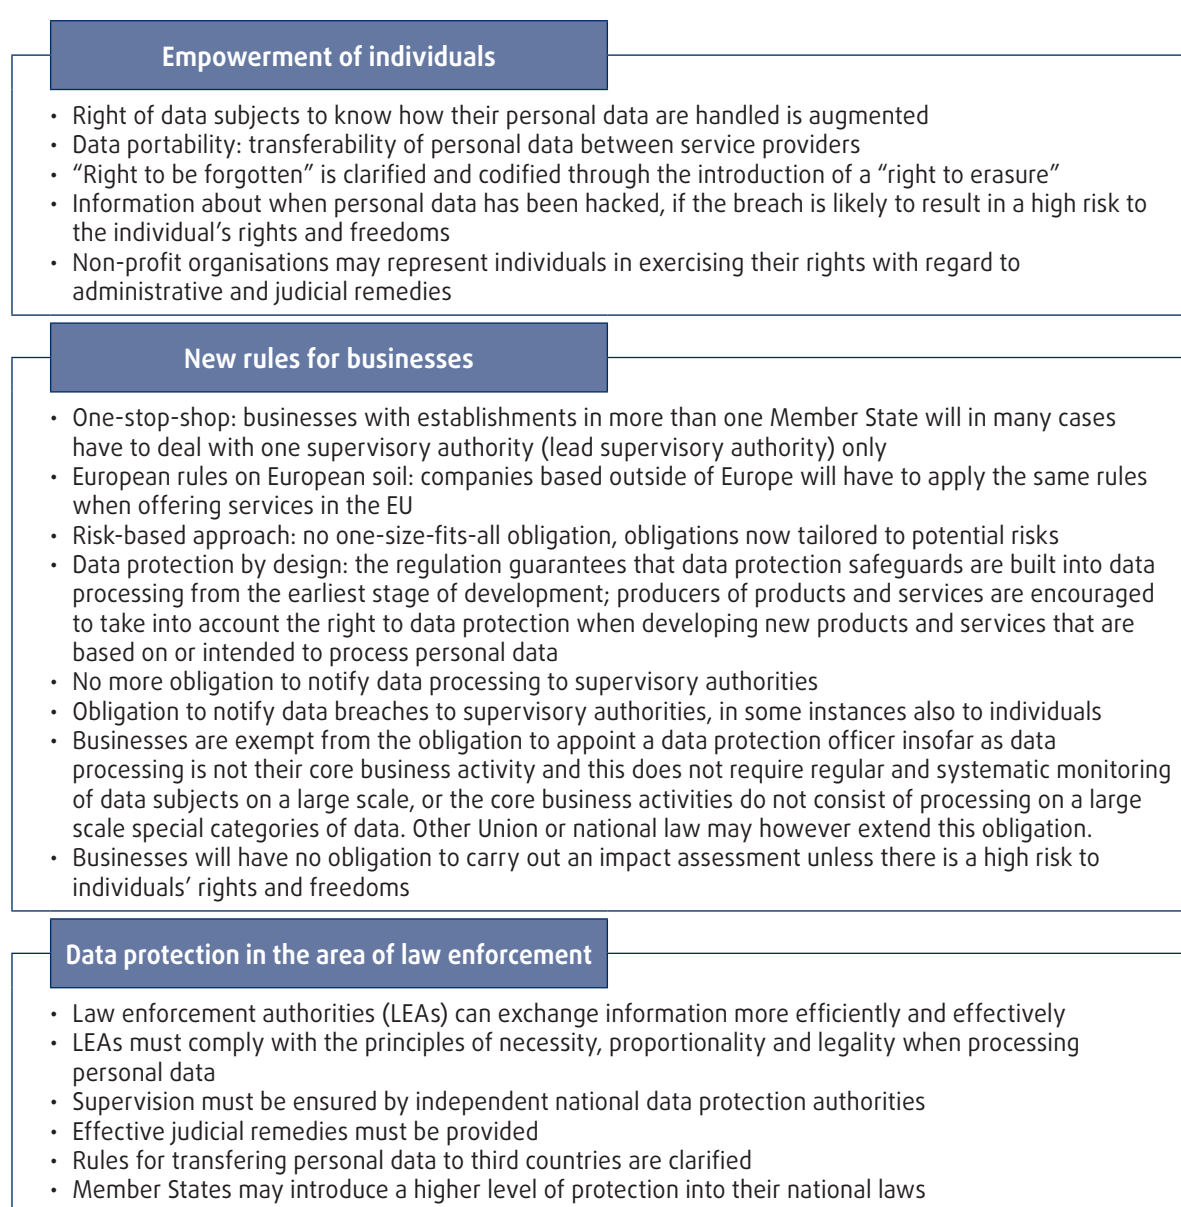 Empowerment of individuals
• Right of data subjects to know how their personal data are handled is augmented
• Data portability: transferability of personal data between service providers
• “Right to be forgotten” is clarified and codified through the introduction of a “right to erasure”
• Information about when personal data has been hacked, if the breach is likely to result in a high risk to
the individual’s rights and freedoms
• Non-profit organisations may represent individuals in exercising their rights with regard to
administrative and judicial remedies
New rules for businesses
• One-stop-shop: businesses with establishments in more than one Member State will in many cases
have to deal with one supervisory authority (lead supervisory authority) only
• European rules on European soil: companies based outside of Europe will have to apply the same rules
when offering services in the EU
• Risk-based approach: no one-size-fits-all obligation, obligations now tailored to potential risks
• Data protection by design: the regulation guarantees that data protection safeguards are built into data
processing from the earliest stage of development; producers of products and services are encouraged
to take into account the right to data protection when developing new products and services that are
based on or intended to process personal data
• No more obligation to notify data processing to supervisory authorities
• Obligation to notify data breaches to supervisory authorities, in some instances also to individuals
• Businesses are exempt from the obligation to appoint a data protection officer insofar as data
processing is not their core business activity and this does not require regular and systematic monitoring
of data subjects on a large scale, or the core business activities do not consist of processing on a large
scale special categories of data. Other Union or national law may however extend this obligation.
• Businesses will have no obligation to carry out an impact assessment unless there is a high risk to
individuals’ rights and freedoms
Data protection in the area of law enforcement
• Law enforcement authorities (LEAs) can exchange information more efficiently and effectively
• LEAs must comply with the principles of necessity, proportionality and legality when processing
personal data
• Supervision must be ensured by independent national data protection authorities
• Effective judicial remedies must be provided
• Rules for transfering personal data to third countries are clarified
• Member States may introduce a higher level of protection into their national laws